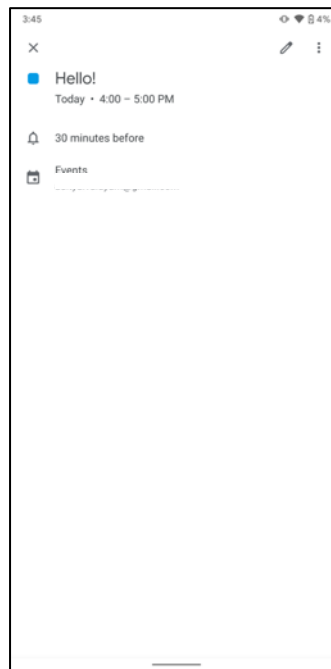 3:45
4%
Hello!
Today • 4:00 – 5:00 PM
30 minutes before
Events